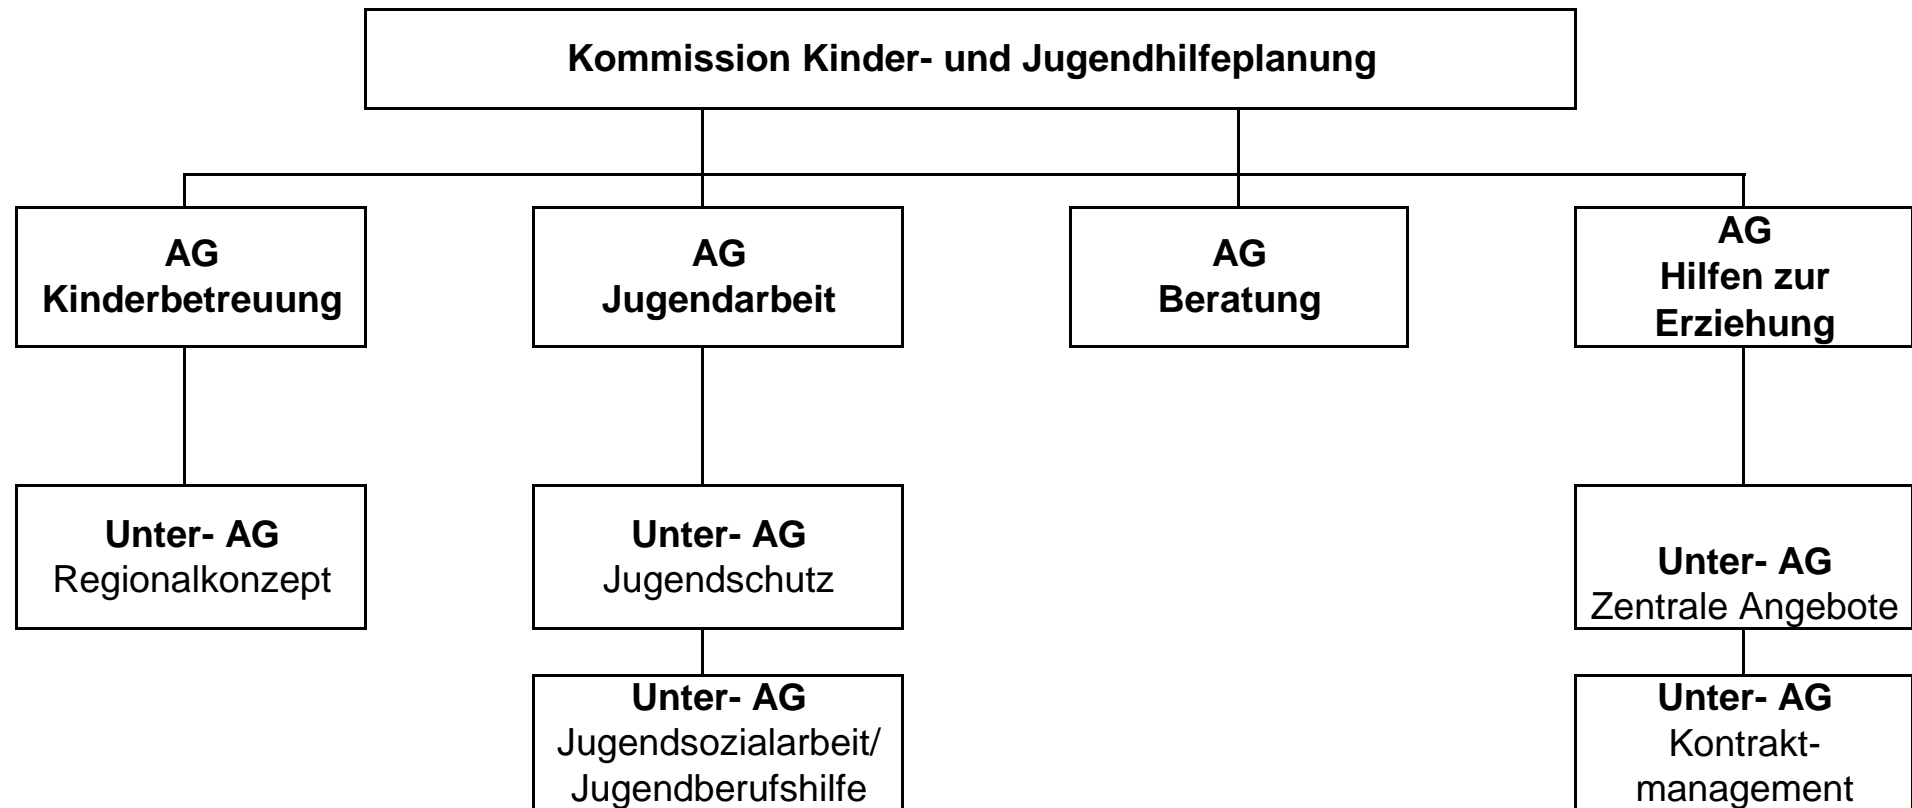 Kommission Kinder- und Jugendhilfeplanung
AG
Kinderbetreuung
AG
Jugendarbeit
AG
Beratung
AG
Hilfen zur
Erziehung
Unter- AG
Regionalkonzept
Unter- AG
Jugendschutz
Unter- AG
Zentrale Angebote
Unter- AG
Jugendsozialarbeit/
Jugendberufshilfe
Unter- AG
Kontrakt-
management